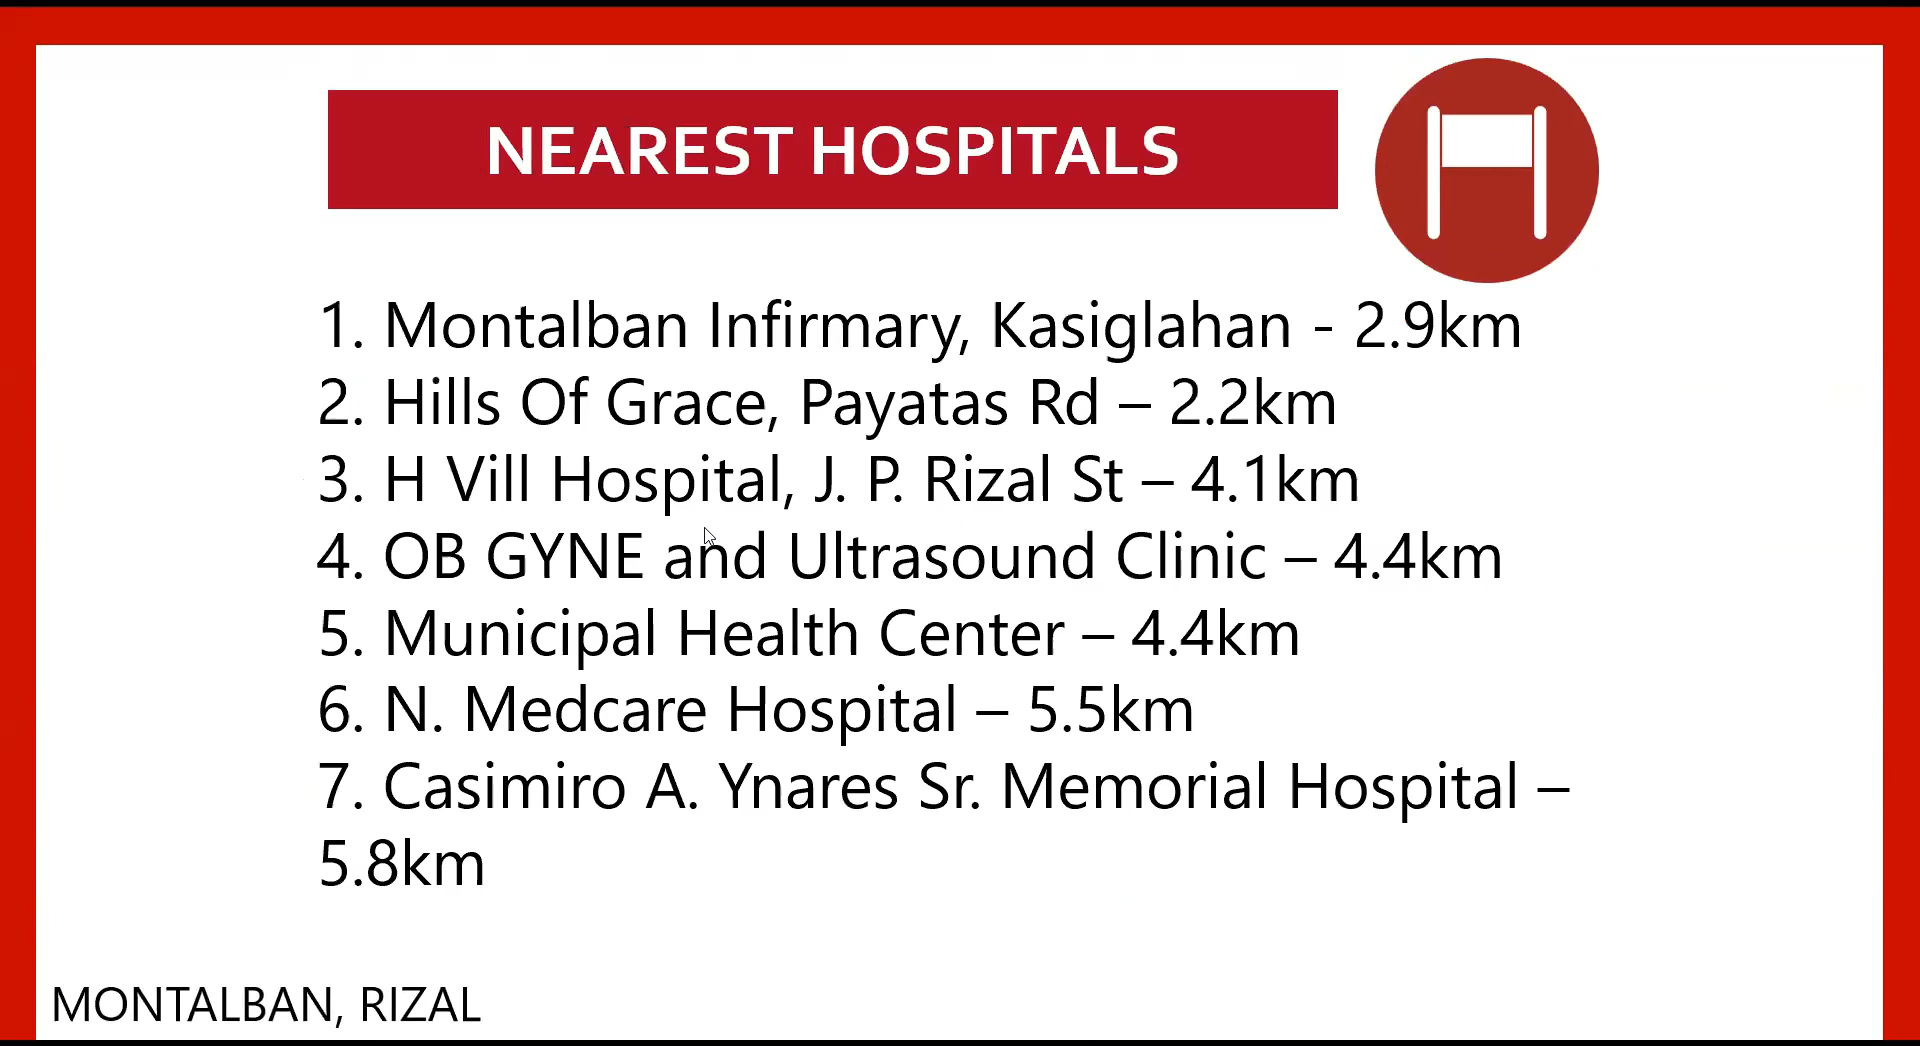 NEAREST HOSPITALS
1. Montalban Infirmary, Kasiglahan - 2.9km
2. Hills Of Grace, Payatas Rd – 2.2km
3. H Vill Hospital, J. P. Rizal St – 4.1km
4. OB GYNE and Ultrasound Clinic – 4.4km
5. Municipal Health Center – 4.4km
6. N. Medcare Hospital – 5.5km
7. Casimiro A. Ynares Sr. Memorial Hospital –
5.8km
MONTALBAN, RIZAL